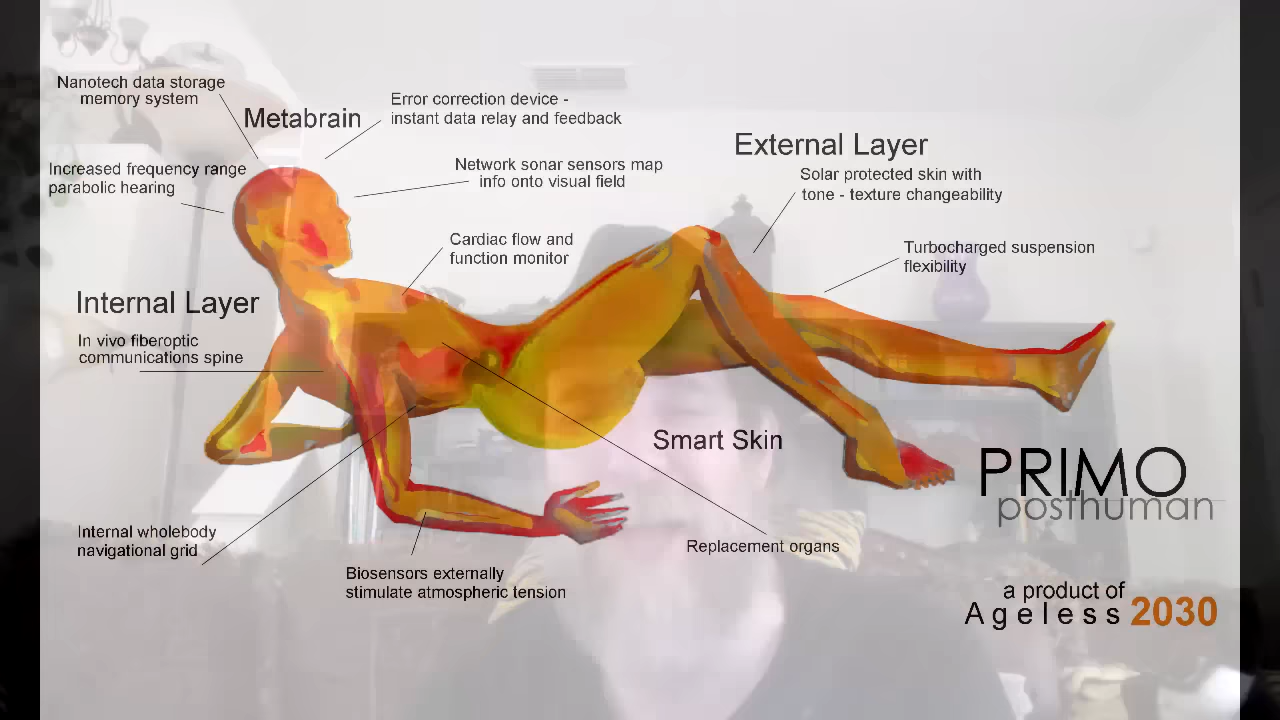 Nanotech data storage
memory system
Metabrain
Error correction device -
instant data relay and feedback
Increased frequency range
parabolic hearing
Network sonar sensors map
info onto visual field
External Layer
Solar protected skin with
tone - texture changeability
Cardiac flow and
function monitor
Turbocharged suspension
flexibility
Internal Layer
In vivo fiberoptic
communications spine
Smart Skin
PRIMO
posthuman
Internal wholebody
navigational grid
Replacement organs
Biosensors externally
stimulate atmospheric tension
a product of
Ageless 2030